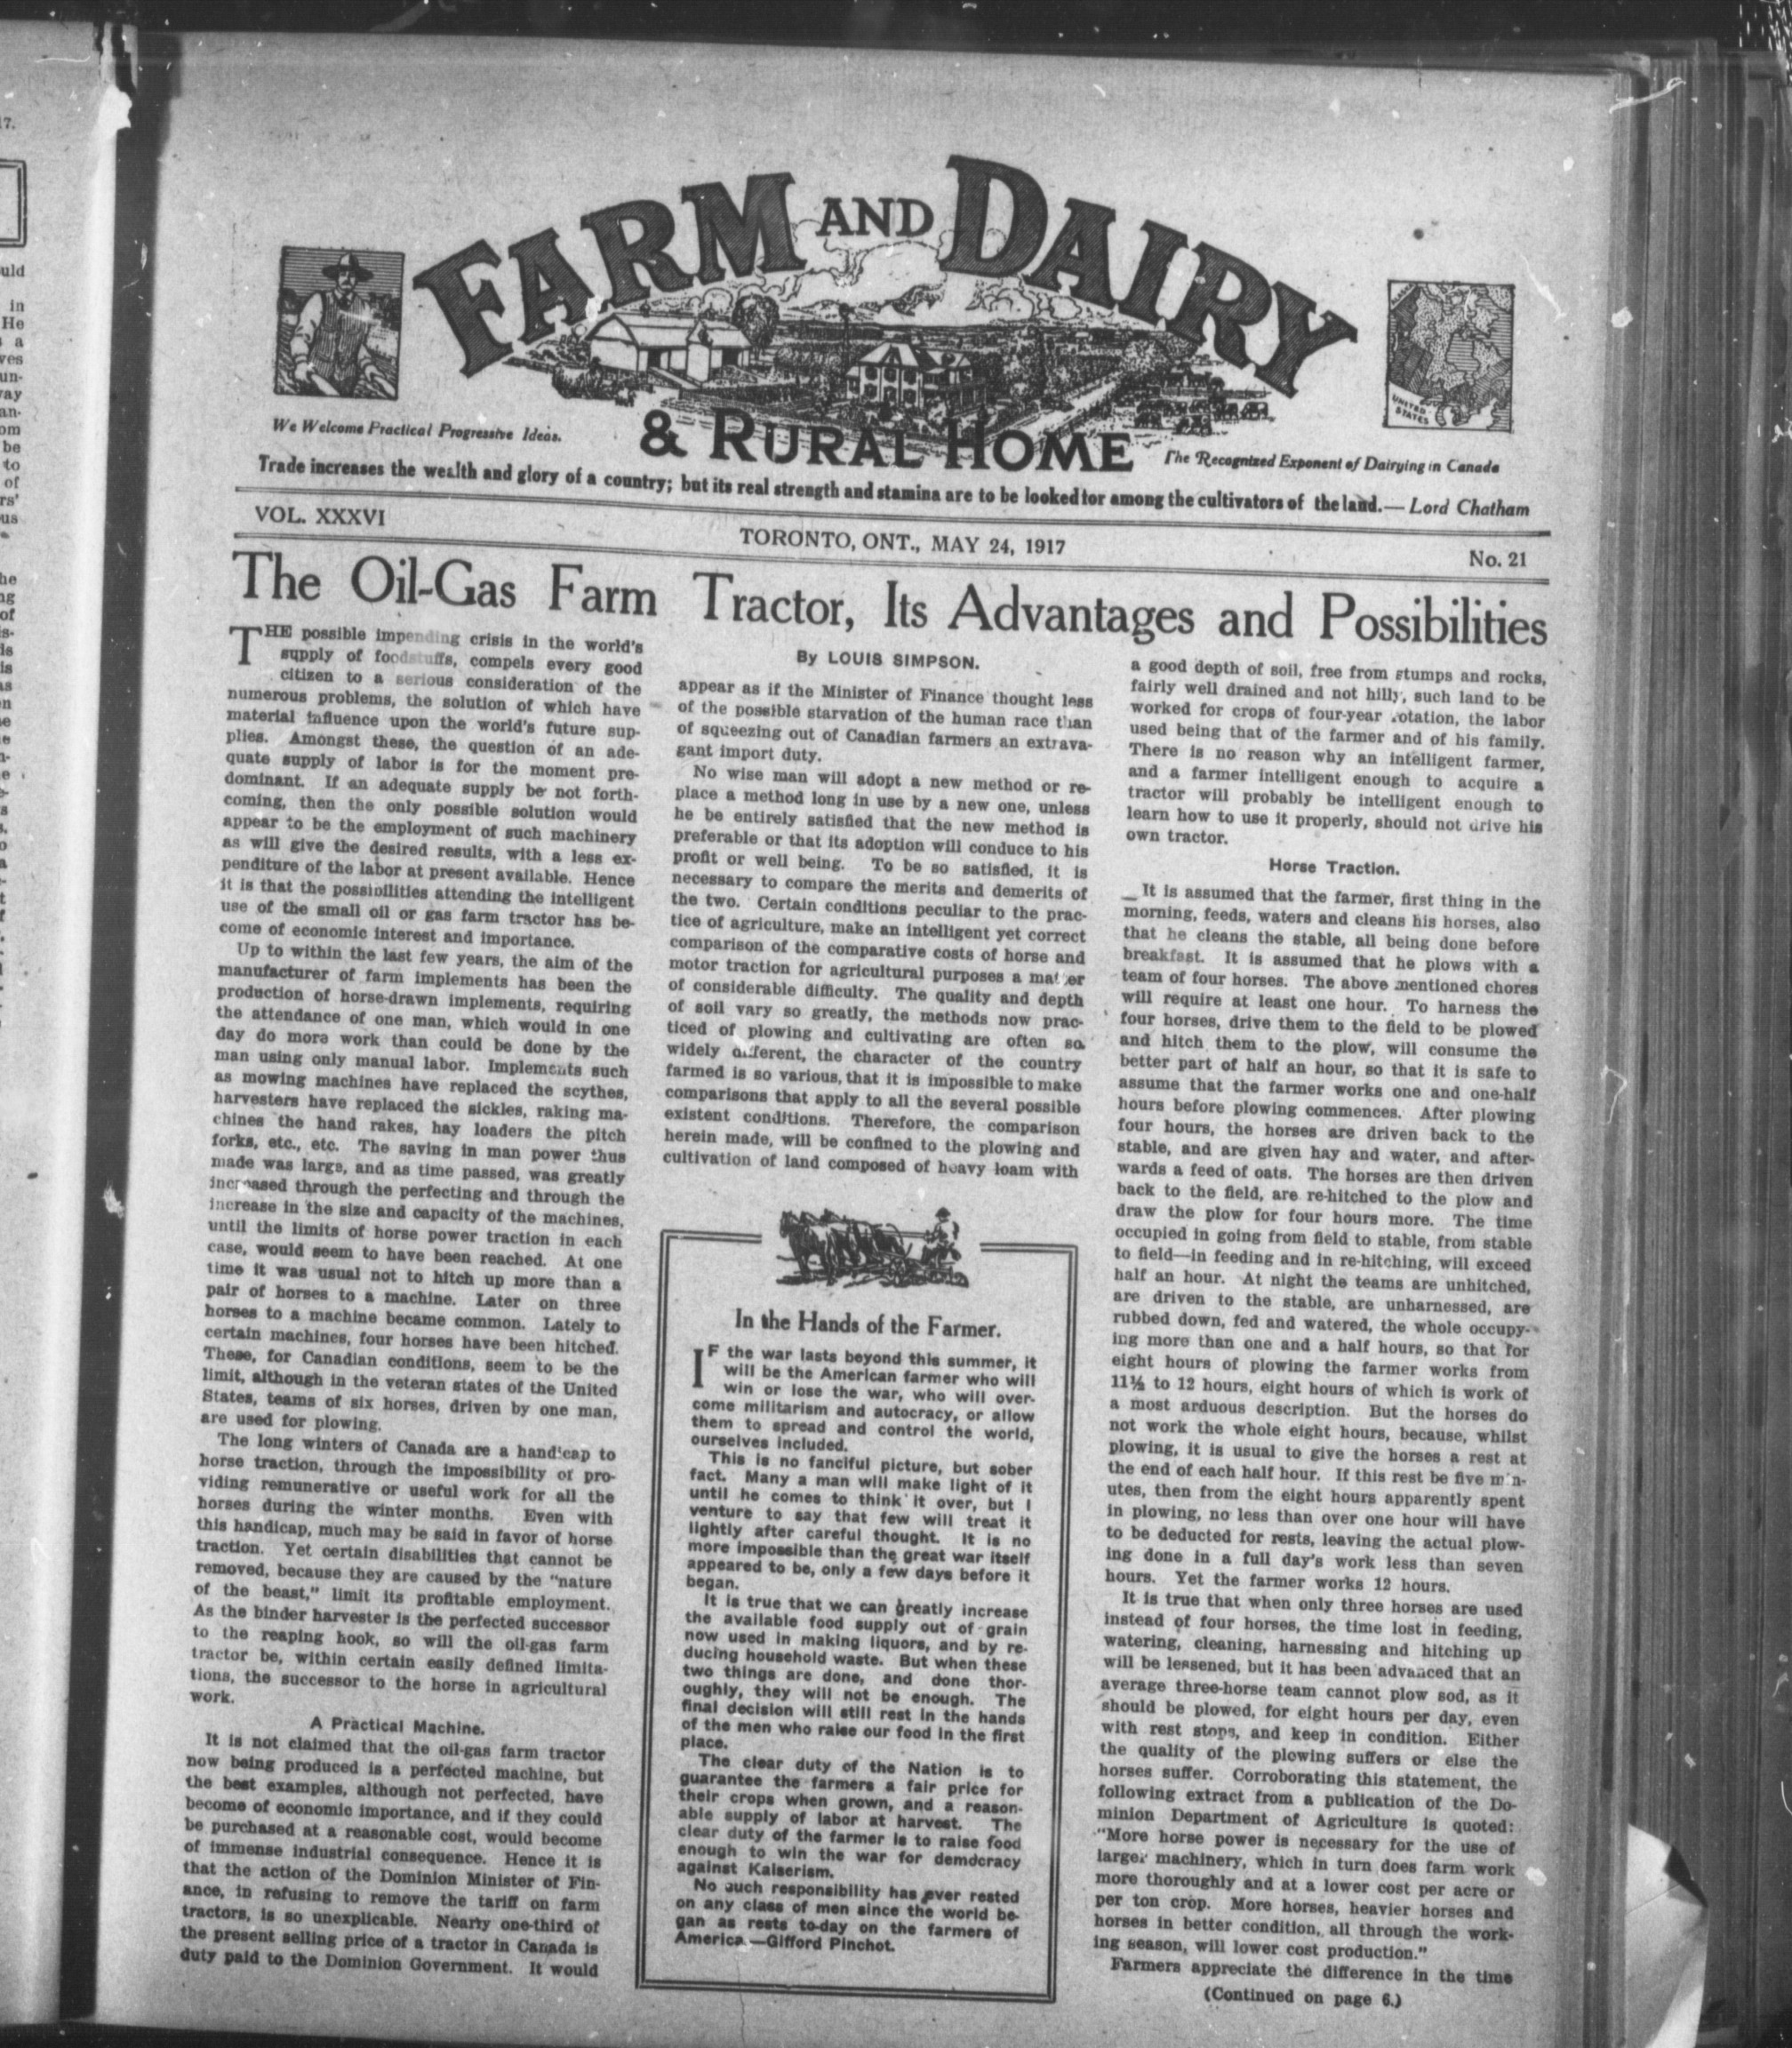 FARM AND DAIRY
& RURAL HOME
We Welcome Practical Progressive Ideas.
The Recognized Exponent of Dairying in Canada
UNITED
STATES
Trade increases the wealth and glory of a country; but its real strength and stamina are to be looked for among the cultivators of the land.— Lord Chatham
VOL. XXXVI
TORONTO, ONT., MAY 24, 1917
No. 21
The Oil-Gas Farm Tractor, Its Advantages and Possibilities
By LOUIS SIMPSON.
THE possible impending crisis in the world's
supply of foodstuffs, compels every good
citizen to a serious consideration of the
numerous problems, the solution of which have
material influence upon the world's future sup-
plies. Amongst these, the question of an ade-
quate supply of labor is for the moment pre-
dominant. If an adequate supply be not forth-
coming, then the only possible solution would
appear to be the employment of such machinery
as will give the desired results, with a less ex-
penditure of the labor at present available. Hence
it is that the possibilities attending the intelligent
use of the small oil or gas farm tractor has be-
come of economic interest and importance.
Up to within the last few years, the aim of the
manufacturer of farm implements has been the
production of horse-drawn implements, requiring
the attendance of one man, which would in one
day do more work than could be done by the
man using only manual labor. Implements such
as mowing machines have replaced the scythes,
harvesters have replaced the sickles, raking ma-
chines the hand rakes, hay loaders the pitch
forks, etc., etc. The saving in man power thus
made was large, and as time passed, was greatly
increased through the perfecting and through the
increase in the size and capacity of the machines,
until the limits of horse power traction in each
case, would seem to have been reached. At one
time it was usual not to hitch up more than a
pair of horses to a machine. Later on three
horses to a machine became common. Lately to
certain machines, four horses have been hitched.
These, for Canadian conditions, seem to be the
limit, although in the veteran states of the United
States, teams of six horses, driven by one man,
are used for plowing.
The long winters of Canada are a handicap to
horse traction, through the impossibility of pro-
viding remunerative or useful work for all the
horses during the winter months. Even with
this handicap, much may be said in favor of horse
traction. Yet certain disabilities that cannot be
removed, because they are caused by the "nature
of the beast," limit its profitable employment.
As the binder harvester is the perfected successor
to the reaping hook, so will the oil-gas farm
tractor be, within certain easily defined limita-
tions, the successor to the horse in agricultural
work.
A Practical Machine.
It is not claimed that the oil-gas farm tractor
now being produced is a perfected machine, but
the best examples, although not perfected, have
become of economic importance, and if they could
be purchased at a reasonable cost, would become
of immense industrial consequence. Hence it is
that the action of the Dominion Minister of Fin-
ance, in refusing to remove the tariff on farm
tractors, is so unexplicable. Nearly one-third of
the present selling price of a tractor in Canada is
duty paid to the Dominion Government. It would
appear as if the Minister of Finance thought less
of the possible starvation of the human race than
of squeezing out of Canadian farmers an extrava-
gant import duty.
No wise man will adopt a new method or re-
place a method long in use by a new one, unless
he be entirely satisfied that the new method is
preferable or that its adoption will conduce to his
profit or well being. To be so satisfied, it is
necessary to compare the merits and demerits of
the two. Certain conditions peculiar to the prac-
tice of agriculture, make an intelligent yet correct
comparison of the comparative costs of horse and
motor traction for agricultural purposes a matter
of considerable difficulty. The quality and depth
of soil vary so greatly, the methods now prac-
ticed of plowing and cultivating are often so
widely different, the character of the country
farmed is so various, that it is impossible to make
comparisons that apply to all the several possible
existent conditions. Therefore, the comparison
herein made, will be confined to the plowing and
cultivation of land composed of heavy loam with
In the Hands of the Farmer.
IF the war lasts beyond this summer, it
will be the American farmer who will
win or lose the war, who will over-
come militarism and autocracy, or allow
them to spread and control the world,
ourselves included.
This is no fanciful picture, but sober
fact. Many a man will make light of it
until he comes to think it over, but I
venture to say that few will treat it
lightly after careful thought. It is no
more impossible than the great war itself
appeared to be, only a few days before it
began.
It is true that we can greatly increase
the available food supply out of grain
now used in making liquors, and by re-
ducing household waste. But when these
two things are done, and done thor-
oughly, they will not be enough. The
final decision will still rest in the hands
of the men who raise our food in the first
place.
The clear duty of the Nation is to
guarantee the farmers a fair price for
their crops when grown, and a reason-
able supply of labor at harvest. The
clear duty of the farmer is to raise food
enough to win the war for democracy
against Kaiserism.
No such responsibility has ever rested
on any class of men since the world be-
gan as rests to-day on the farmers of
America.—Gifford Pinchot.
a good depth of soil, free from stumps and rocks,
fairly well drained and not hilly, such land to be
worked for crops of four-year rotation, the labor
used being that of the farmer and of his family.
There is no reason why an intelligent farmer,
and a farmer intelligent enough to acquire a
tractor will probably be intelligent enough to
learn how to use it properly, should not drive his
own tractor.
Horse Traction.
It is assumed that the farmer, first thing in the
morning, feeds, waters and cleans his horses, also
that he cleans the stable, all being done before
breakfast. It is assumed that he plows with a
team of four horses. The above mentioned chores
will require at least one hour. To harness the
four horses, drive them to the field to be plowed
and hitch them to the plow, will consume the
better part of half an hour, so that it is safe to
assume that the farmer works one and one-half
hours before plowing commences. After plowing
four hours, the horses are driven back to the
stable, and are given hay and water, and after-
wards a feed of oats. The horses are then driven
back to the field, are re-hitched to the plow and
draw the plow for four hours more. The time
occupied in going from field to stable, from stable
to field—in feeding and in re-hitching, will exceed
half an hour. At night the teams are unhitched,
are driven to the stable, are unharnessed, are
rubbed down, fed and watered, the whole occupy-
ing more than one and a half hours, so that for
eight hours of plowing the farmer works from
11½ to 12 hours, eight hours of which is work of
a most arduous description. But the horses do
not work the whole eight hours, because, whilst
plowing, it is usual to give the horses a rest at
the end of each half hour. If this rest be five min-
utes, then from the eight hours apparently spent
in plowing, no less than over one hour will have
to be deducted for rests, leaving the actual plow-
ing done in a full day's work less than seven
hours. Yet the farmer works 12 hours.
It is true that when only three horses are used
instead of four horses, the time lost in feeding,
watering, cleaning, harnessing and hitching up
will be lessened, but it has been advanced that an
average three-horse team cannot plow sod, as it
should be plowed, for eight hours per day, even
with rest stops, and keep in condition. Either
the quality of the plowing suffers or else the
horses suffer. Corroborating this statement, the
following extract from a publication of the Do-
minion Department of Agriculture is quoted:
"More horse power is necessary for the use of
larger machinery, which in turn does farm work
more thoroughly and at a lower cost per acre or
per ton crop. More horses, heavier horses and
horses in better condition, all through the work-
ing season, will lower cost production."
Farmers appreciate the difference in the time
(Continued on page 6.)